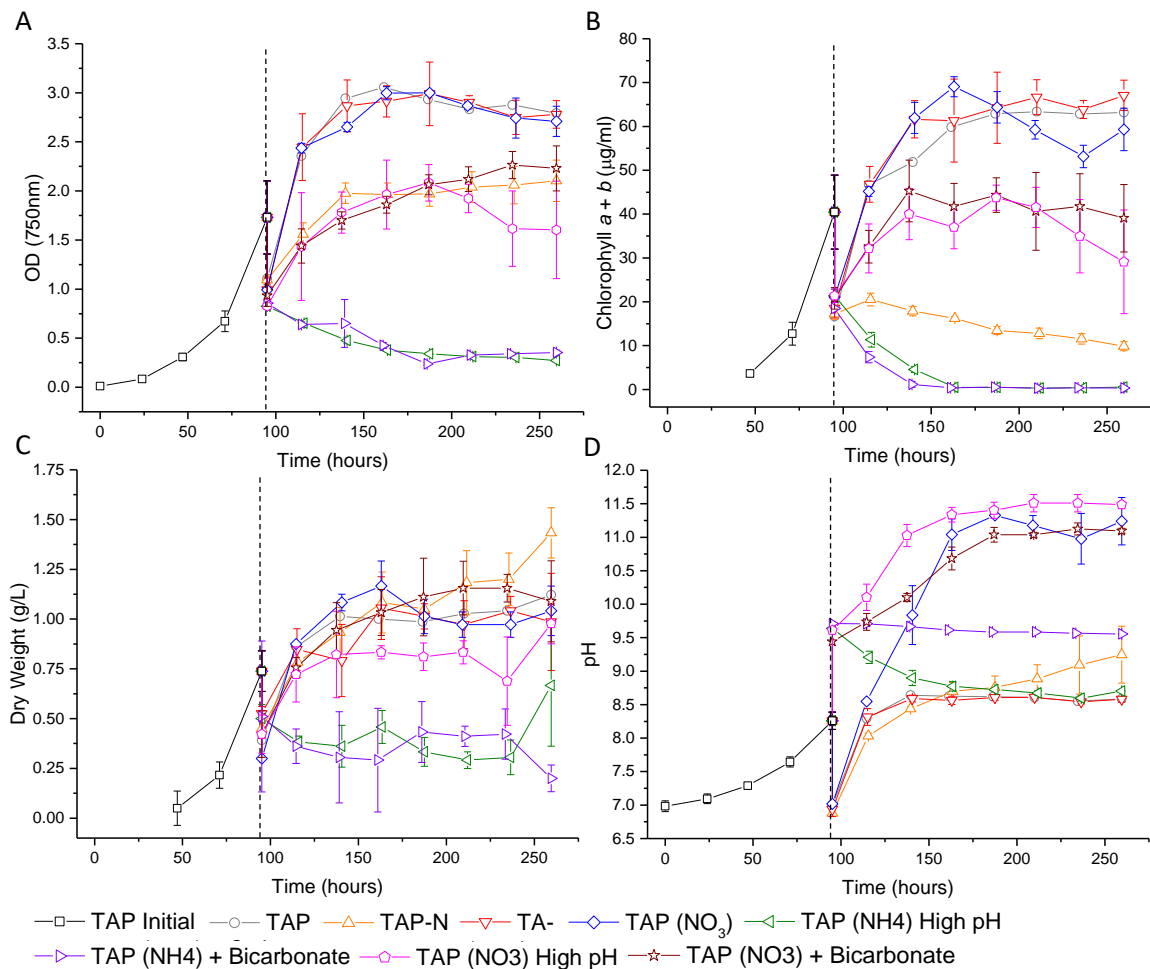 A
3.5
3.0
2.5
2.0
1.5
1.0
0.5
0.0
OD (750nm)
0 50 100 150 200 250
Time (hours)
B
80
70
60
50
40
30
20
10
0
Chlorophyll a + b (µg/ml)
0 50 100 150 200 250
Time (hours)
C
1.75
1.50
1.25
1.00
0.75
0.50
0.25
0.00
Dry Weight (g/L)
0 50 100 150 200 250
Time (hours)
D
12.0
11.5
11.0
10.5
10.0
9.5
9.0
8.5
8.0
7.5
7.0
6.5
pH
0 50 100 150 200 250
Time (hours)
TAP Initial TAP TAP-N TA- TAP (NO3) TAP (NH4) High pH
TAP (NH4) + Bicarbonate TAP (NO3) High pH TAP (NO3) + Bicarbonate